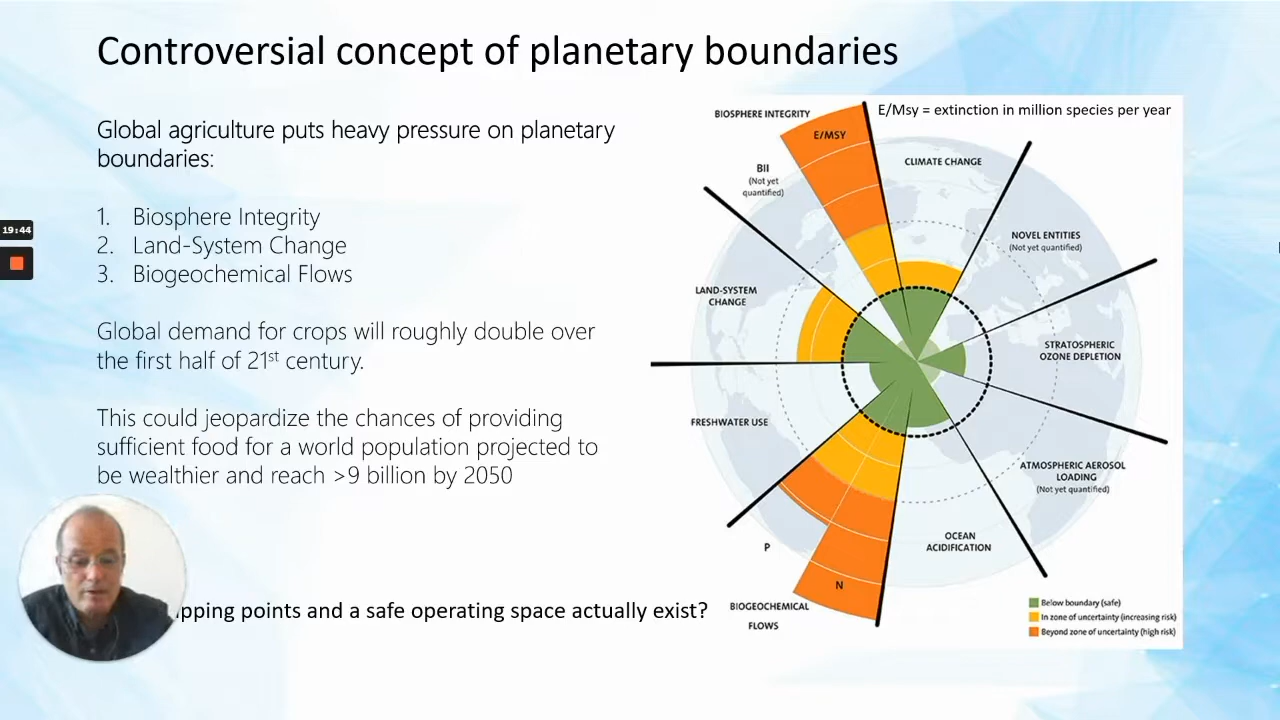 Controversial concept of planetary boundaries
Global agriculture puts heavy pressure on planetary
boundaries:
1. Biosphere Integrity
2. Land-System Change
3. Biogeochemical Flows
Global demand for crops will roughly double over
the first half of 21st century.
This could jeopardize the chances of providing
sufficient food for a world population projected to
be wealthier and reach >9 billion by 2050
points and a safe operating space actually exist?
19:44
E/Msy = extinction in million species per year
BIOSPHERE INTEGRITY
E/MSY
BII
(Not yet
quantified)
CLIMATE CHANGE
NOVEL ENTITIES
(Not yet quantified)
LAND-SYSTEM
CHANGE
STRATOSPHERIC
OZONE DEPLETION
FRESHWATER USE
ATMOSPHERIC AEROSOL
LOADING
(Not yet quantified)
OCEAN
ACIDIFICATION
P
N
BIOGEOCHEMICAL
FLOWS
Below boundary (safe)
In zone of uncertainty (increasing risk)
Beyond zone of uncertainty (high risk)